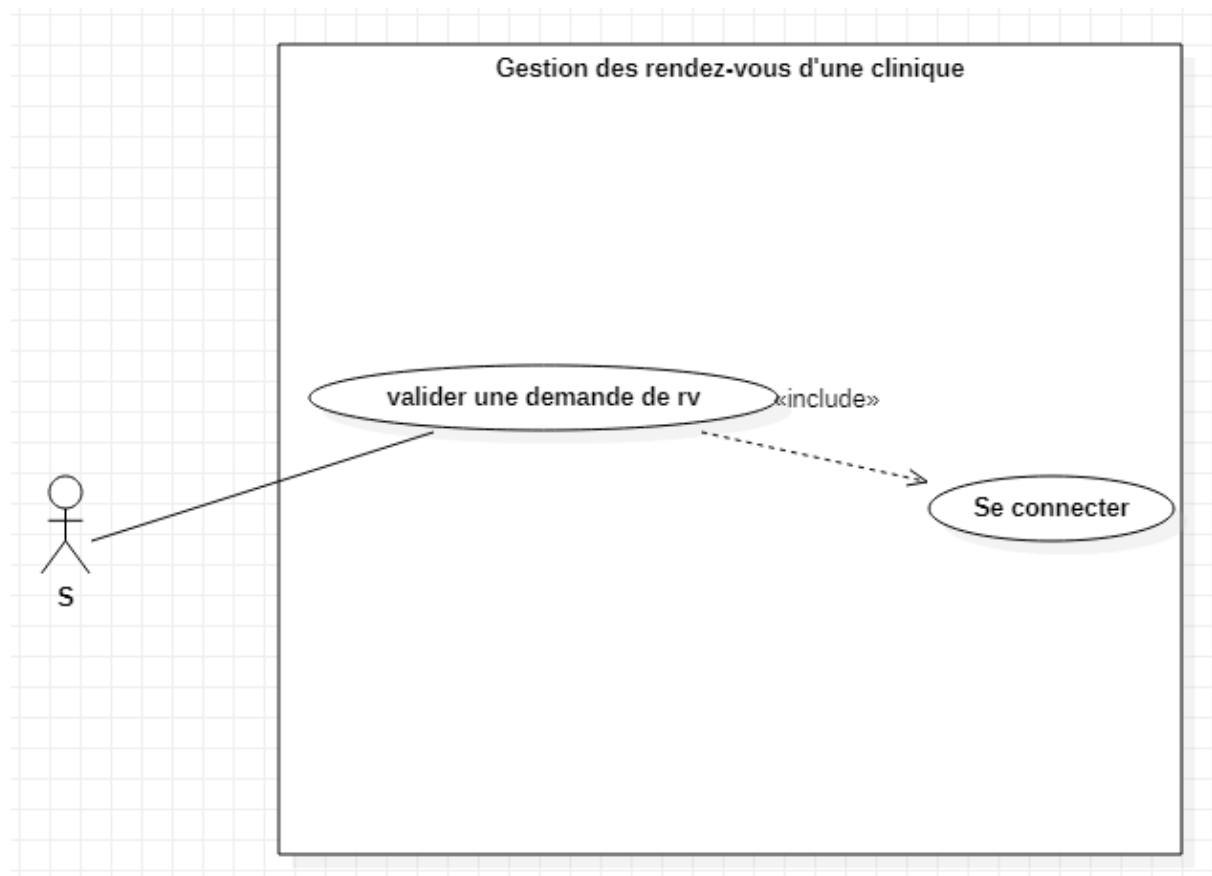 Gestion des rendez-vous d'une clinique
valider une demande de rv
«include»
Se connecter
S